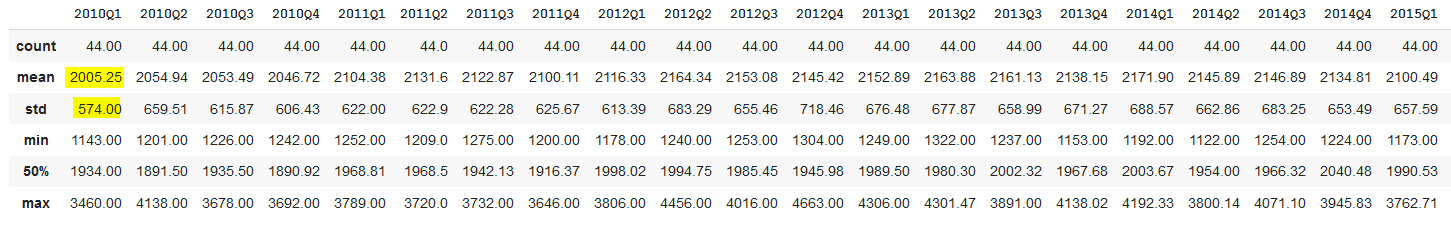 2010Q1 2010Q2 2010Q3 2010Q4 2011Q1 2011Q2 2011Q3 2011Q4 2012Q1 2012Q2 2012Q3 2012Q4 2013Q1 2013Q2 2013Q3 2013Q4 2014Q1 2014Q2 2014Q3 2014Q4 2015Q1
count 44.00 44.00 44.00 44.00 44.00 44.0 44.00 44.00 44.00 44.00 44.00 44.00 44.00 44.00 44.00 44.00 44.00 44.00 44.00 44.00 44.00
mean 2005.25 2054.94 2053.49 2046.72 2104.38 2131.6 2122.87 2100.11 2116.33 2164.34 2153.08 2145.42 2152.89 2163.88 2161.13 2138.15 2171.90 2145.89 2146.89 2134.81 2100.49
std 574.00 659.51 615.87 606.43 622.00 622.9 622.28 625.67 613.39 683.29 655.46 718.46 676.48 677.87 658.99 671.27 688.57 662.86 683.25 653.49 657.59
min 1143.00 1201.00 1226.00 1242.00 1252.00 1209.0 1275.00 1200.00 1178.00 1240.00 1253.00 1304.00 1249.00 1322.00 1237.00 1153.00 1192.00 1122.00 1254.00 1224.00 1173.00
50% 1934.00 1891.50 1935.50 1890.92 1968.81 1968.5 1942.13 1916.37 1998.02 1994.75 1985.45 1945.98 1989.50 1980.30 2002.32 1967.68 2003.67 1954.00 1966.32 2040.48 1990.53
max 3460.00 4138.00 3678.00 3692.00 3789.00 3720.0 3732.00 3646.00 3806.00 4456.00 4016.00 4663.00 4306.00 4301.47 3891.00 4138.02 4192.33 3800.14 4071.10 3945.83 3762.71